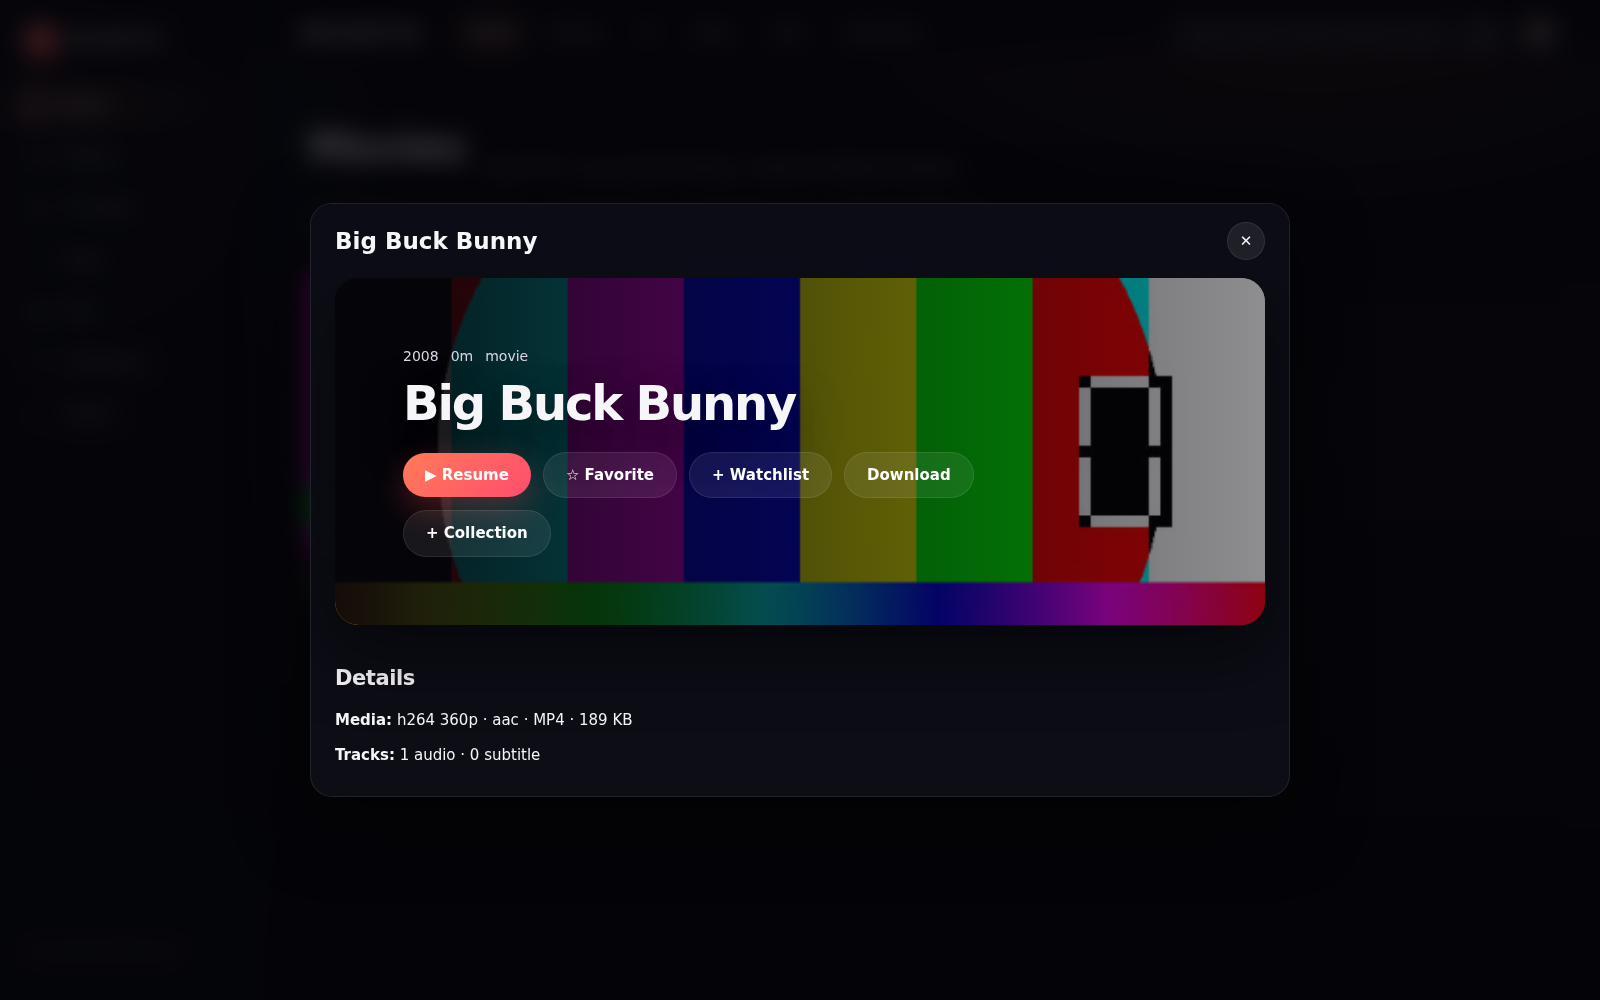 Big Buck Bunny
✕
2008 0m movie
Big Buck Bunny
▶ Resume
☆ Favorite
+ Watchlist
Download
+ Collection
0
Details
Media: h264 360p · aac · MP4 · 189 KB
Tracks: 1 audio · 0 subtitle